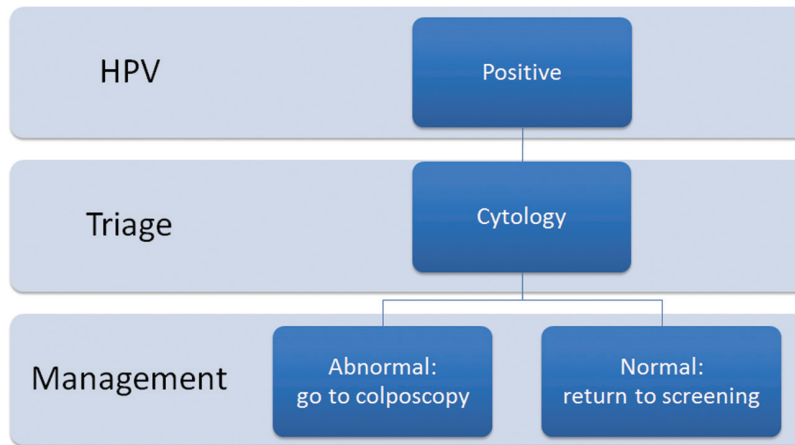 HPV
Positive
Triage
Cytology
Management
Abnormal:
go to colposcopy
Normal:
return to screening